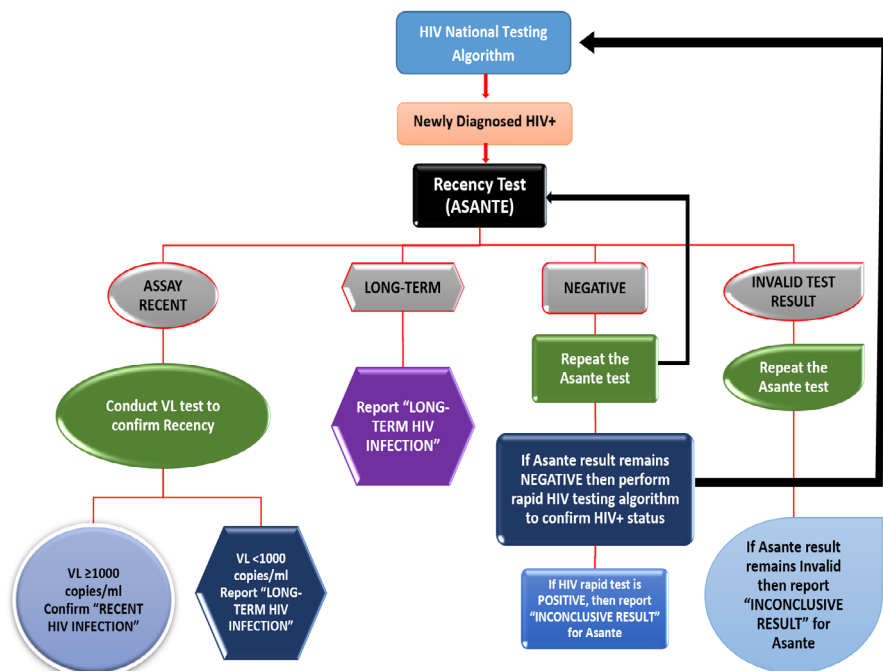 HIV National Testing
Algorithm
Newly Diagnosed HIV+
Recency Test
(ASANTE)
ASSAY
RECENT
LONG-TERM
NEGATIVE
INVALID TEST
RESULT
Conduct VL test to
confirm Recency
Report “LONG-
TERM HIV
INFECTION”
Repeat the
Asante test
Repeat the
Asante test
If Asante result remains
NEGATIVE then perform
rapid HIV testing algorithm
to confirm HIV+ status
VL ≥1000
copies/ml
Confirm “RECENT
HIV INFECTION”
VL <1000
copies/ml
Report “LONG-
TERM HIV
INFECTION”
If HIV rapid test is
POSITIVE, then report
“INCONCLUSIVE RESULT”
for Asante
If Asante result
remains Invalid
then report
“INCONCLUSIVE
RESULT” for
Asante